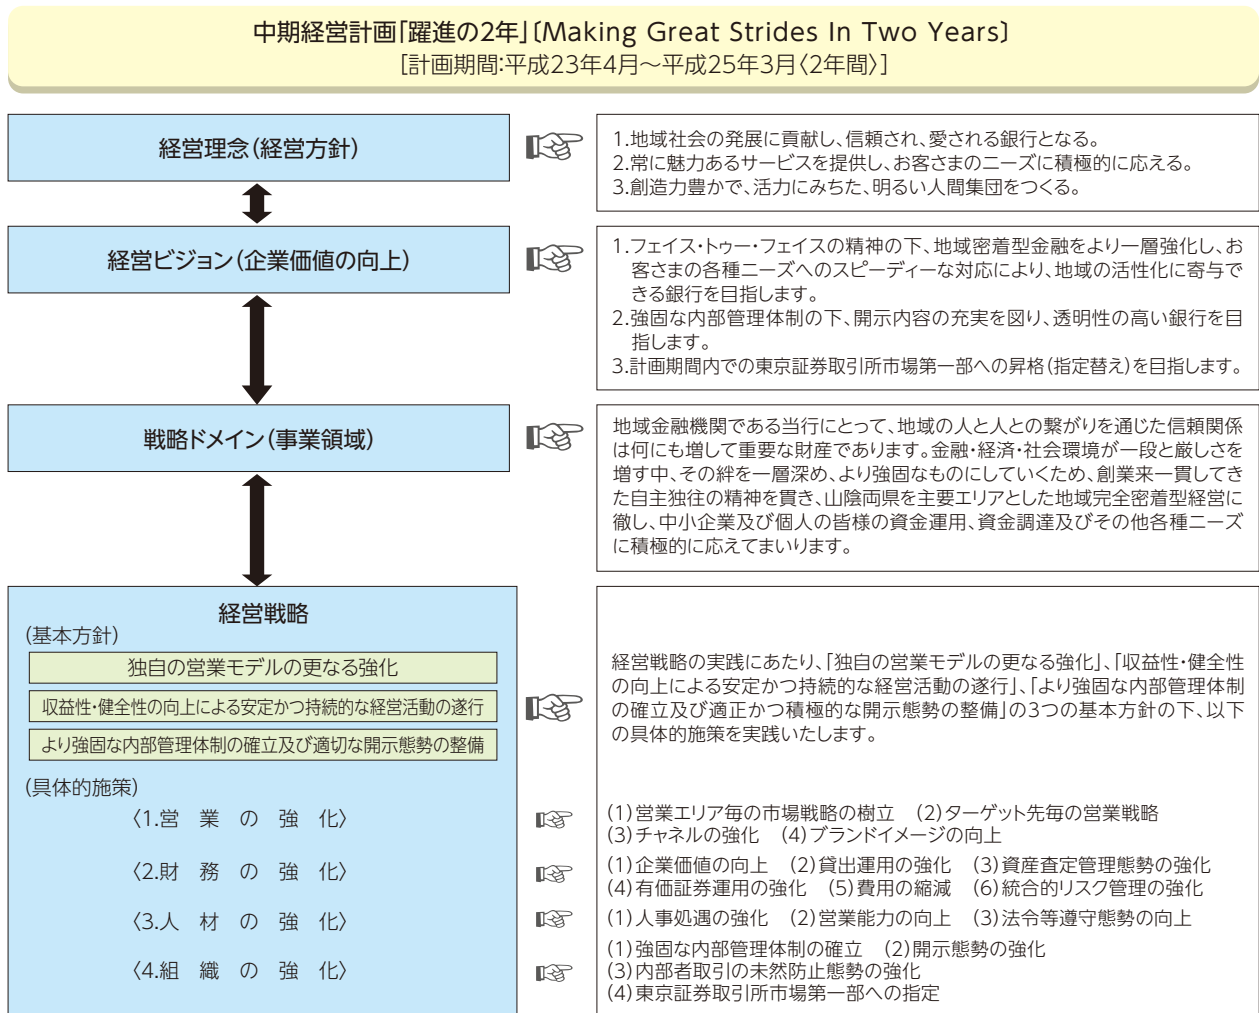 中期経営計画「躍進の2年」〔Making Great Strides In Two Years〕
[計画期間:平成23年4月～平成25年3月〈2年間〉]
経営理念(経営方針)
1.地域社会の発展に貢献し、信頼され、愛される銀行となる。
2.常に魅力あるサービスを提供し、お客さまのニーズに積極的に応える。
3.創造力豊かで、活力にみちた、明るい人間集団をつくる。
経営ビジョン(企業価値の向上)
1.フェイス・トゥー・フェイスの精神の下、地域密着型金融をより一層強化し、お
客さまの各種ニーズへのスピーディーな対応により、地域の活性化に寄与で
きる銀行を目指します。
2.強固な内部管理体制の下、開示内容の充実を図り、透明性の高い銀行を目
指します。
3.計画期間内での東京証券取引所市場第一部への昇格(指定替え)を目指します。
戦略ドメイン(事業領域)
地域金融機関である当行にとって、地域の人と人との繋がりを通じた信頼関係
は何にも増して重要な財産であります。金融・経済・社会環境が一段と厳しさを
増す中、その絆を一層深め、より強固なものにしていくため、創業来一貫してき
た自主独往の精神を貫き、山陰両県を主要エリアとした地域完全密着型経営に
徹し、中小企業及び個人の皆様の資金運用、資金調達及びその他各種ニーズ
に積極的に応えてまいります。
経営戦略
(基本方針)
独自の営業モデルの更なる強化
収益性・健全性の向上による安定かつ持続的な経営活動の遂行
より強固な内部管理体制の確立及び適切な開示態勢の整備
経営戦略の実践にあたり、「独自の営業モデルの更なる強化」、「収益性・健全性
の向上による安定かつ持続的な経営活動の遂行」、「より強固な内部管理体制
の確立及び適正かつ積極的な開示態勢の整備」の3つの基本方針の下、以下
の具体的施策を実践いたします。
(具体的施策)
〈1.営 業 の 強 化〉
(1)営業エリア毎の市場戦略の樹立 (2)ターゲット先毎の営業戦略
(3)チャネルの強化 (4)ブランドイメージの向上
〈2.財 務 の 強 化〉
(1)企業価値の向上 (2)貸出運用の強化 (3)資産査定管理態勢の強化
(4)有価証券運用の強化 (5)費用の縮減 (6)統合的リスク管理の強化
〈3.人 材 の 強 化〉
(1)人事処遇の強化 (2)営業能力の向上 (3)法令等遵守態勢の向上
〈4.組 織 の 強 化〉
(1)強固な内部管理体制の確立 (2)開示態勢の強化
(3)内部者取引の未然防止態勢の強化
(4)東京証券取引所市場第一部への指定